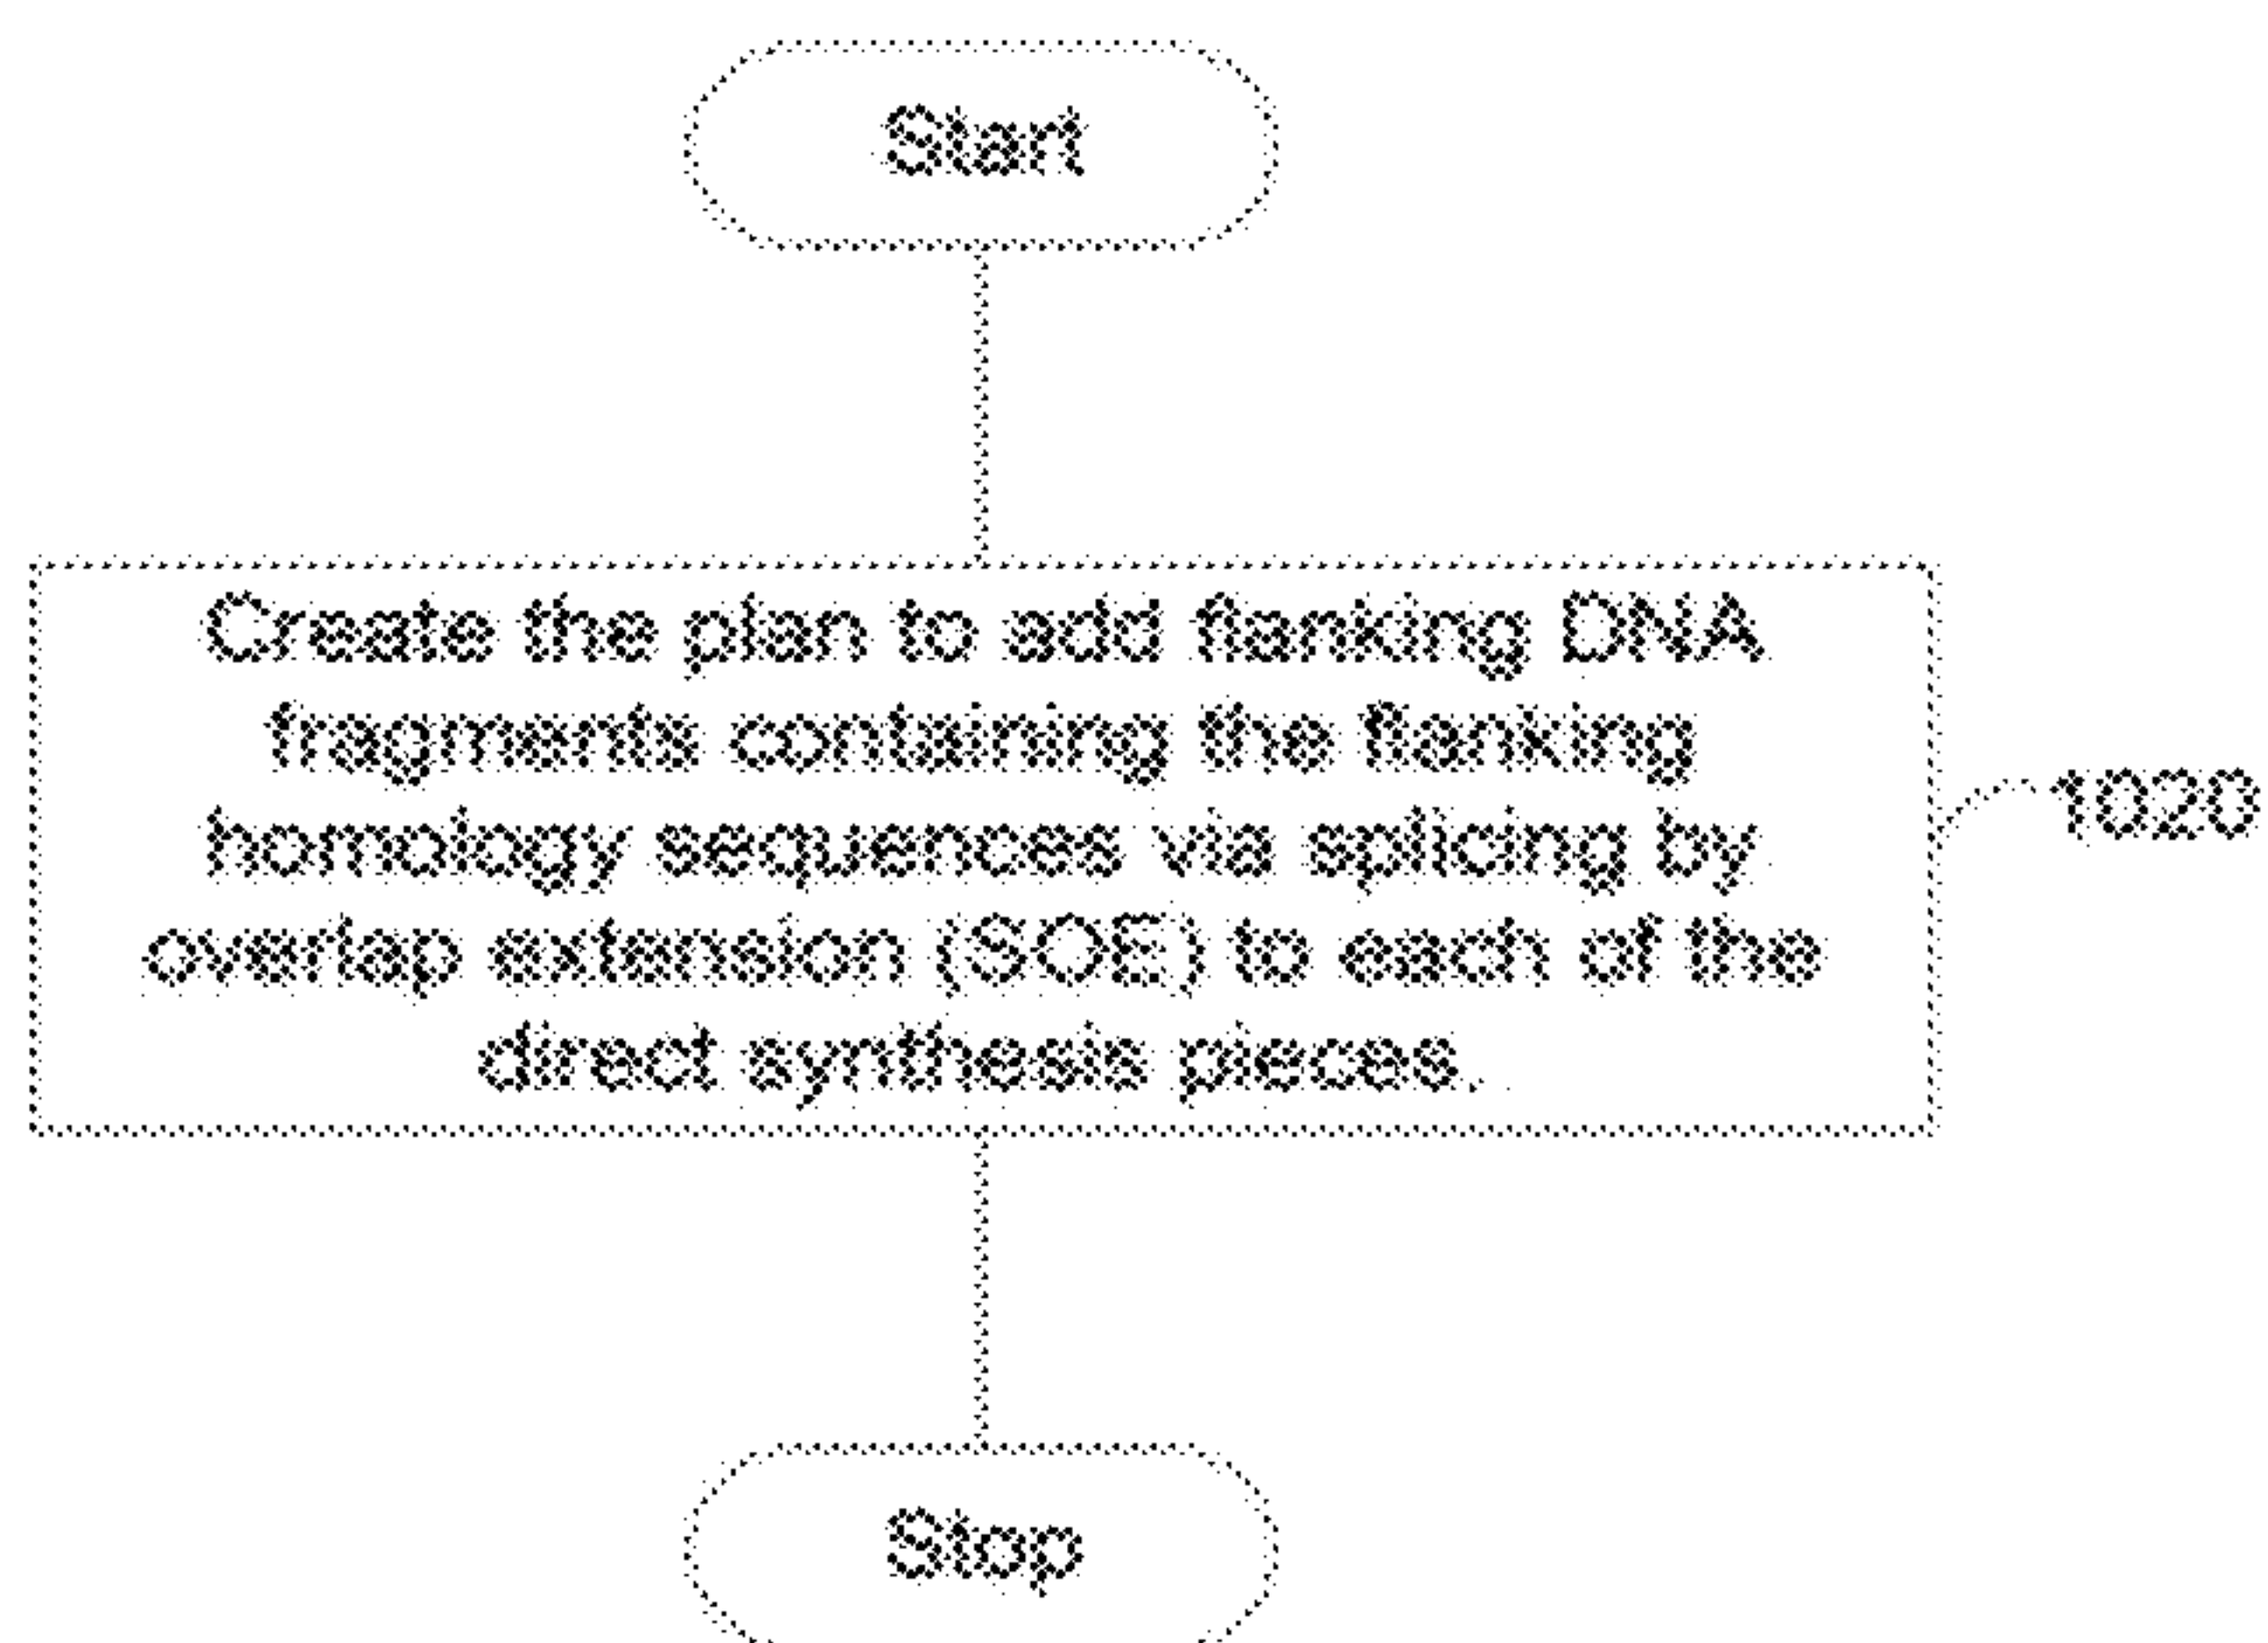 Start
Create the plan to add flanking DNA
fragments containing the flanking
homology sequences via splicing by
overlap extension (SOE) to each of the
direct synthesis pieces.
1020
Stop